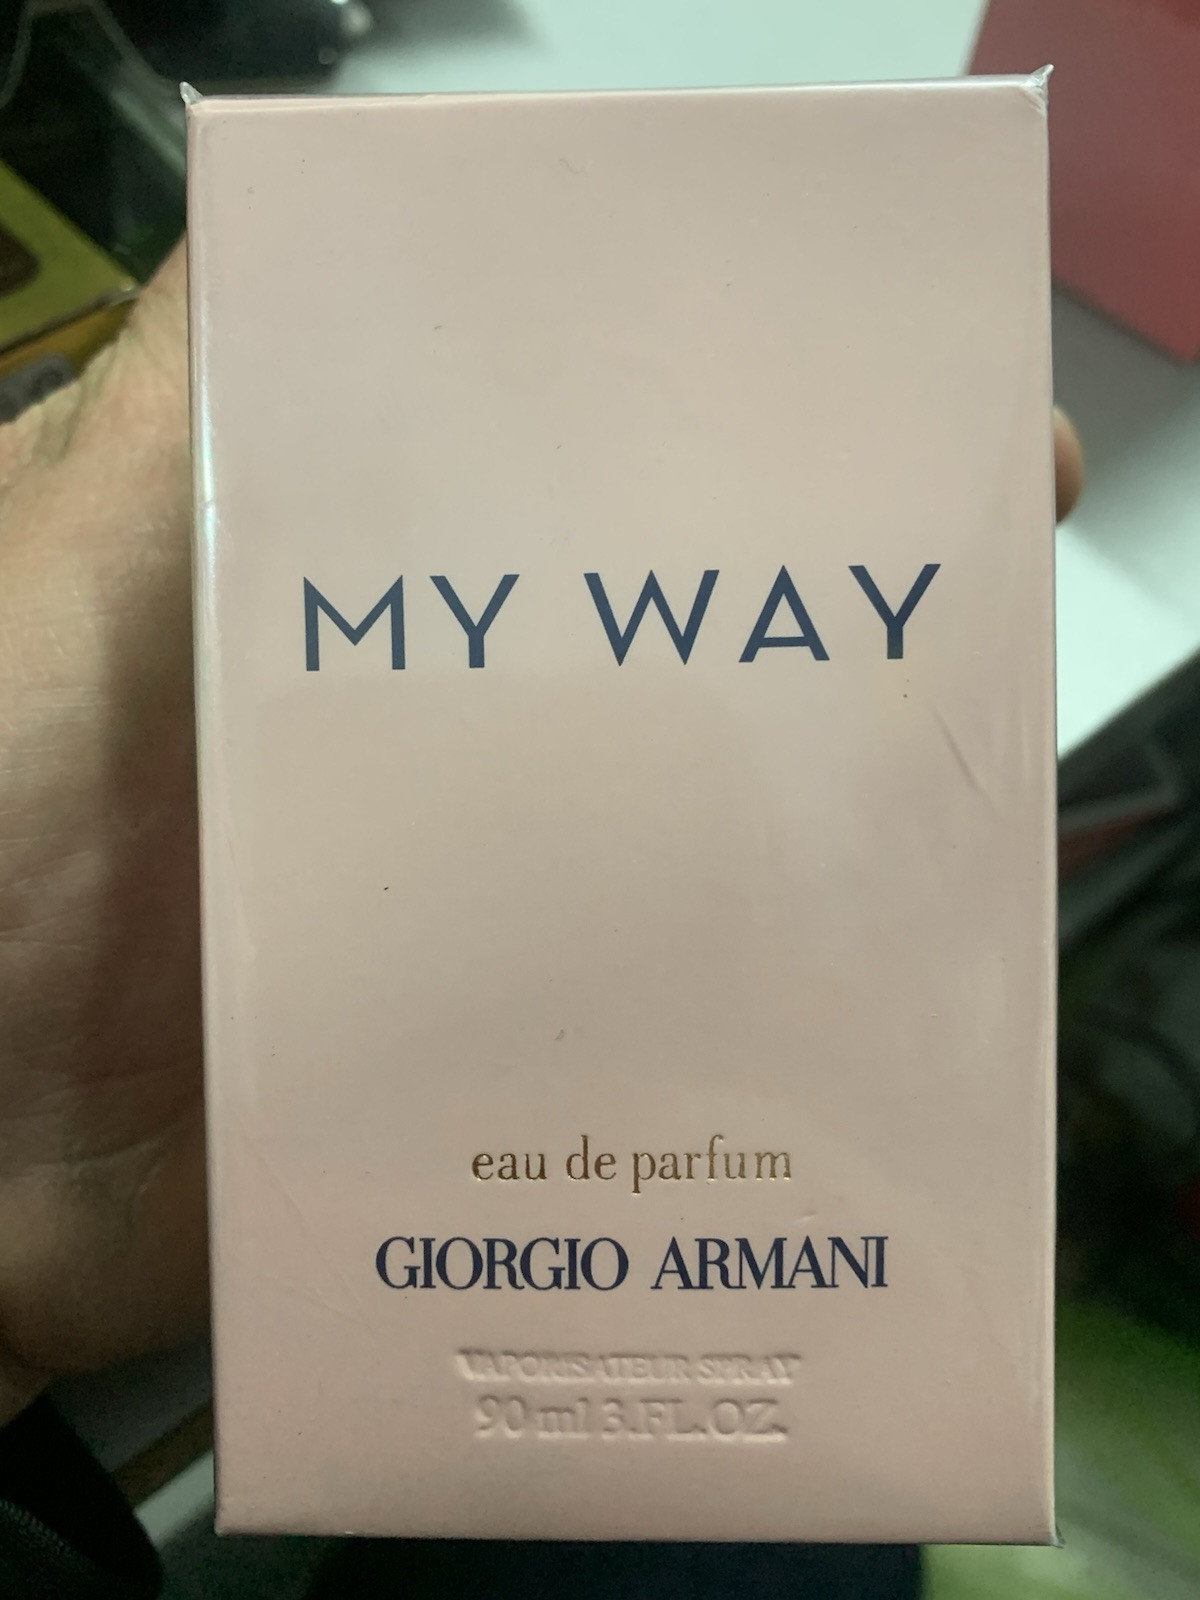 MY WAY
eau de parfum
GIORGIO ARMANI
VAPORISATEUR SPRAY
90 ml 3.FL.OZ.